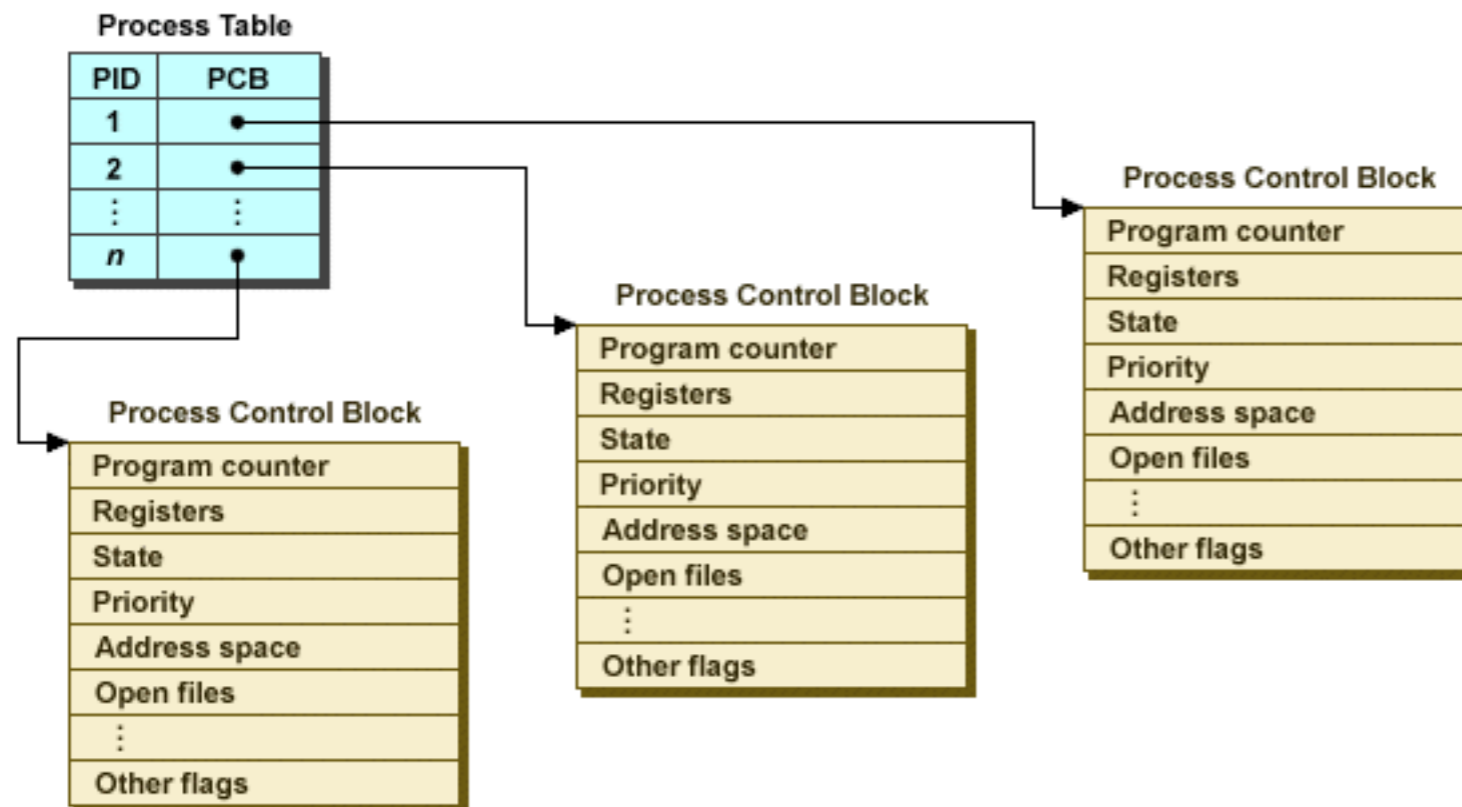 Process Table
PID PCB
1
2
⋮ ⋮
n
Process Control Block
Program counter
Registers
State
Priority
Address space
Open files
⋮
Other flags
Process Control Block
Program counter
Registers
State
Priority
Address space
Open files
⋮
Other flags
Process Control Block
Program counter
Registers
State
Priority
Address space
Open files
⋮
Other flags